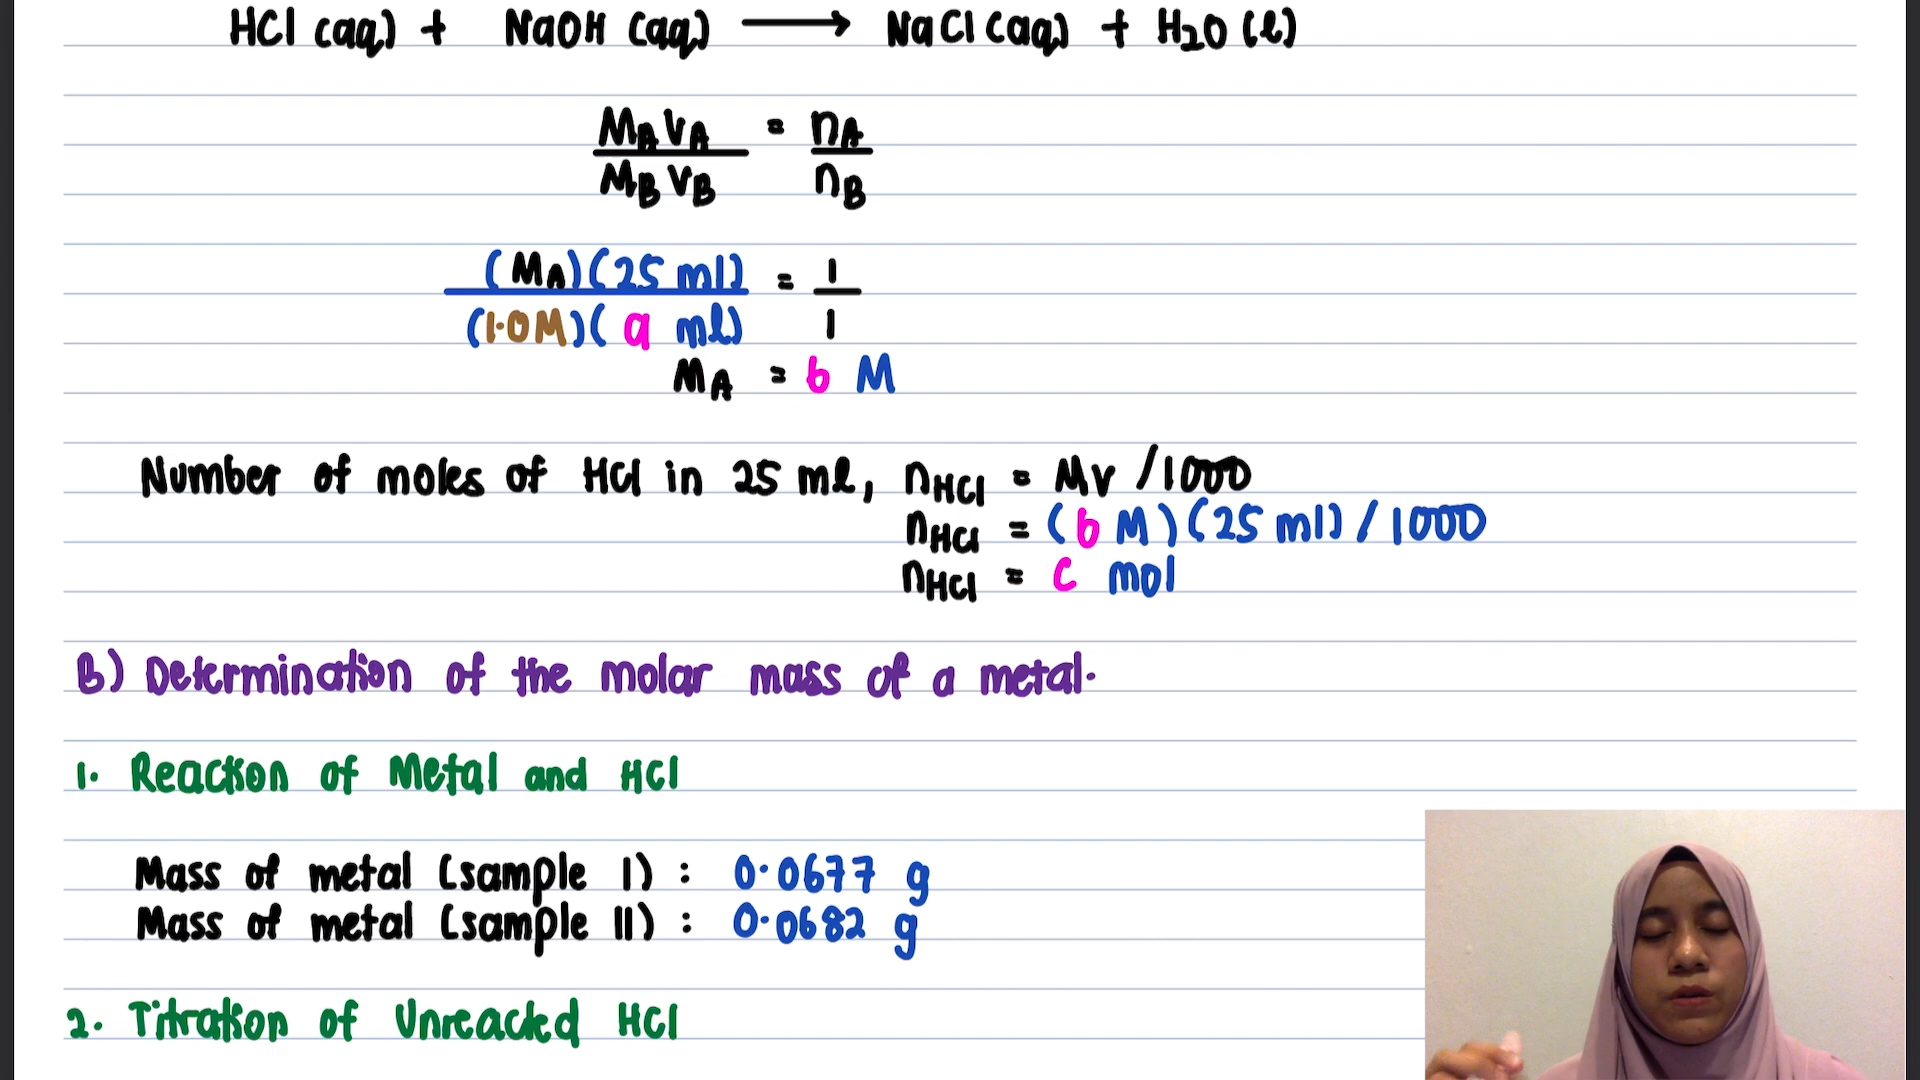 HCl (aq) + NaOH (aq) ⟶ NaCl (aq) + H2O (l)
MAVA = nA
MBVB nB
(MA)(25 ml) = 1
(1.0M)(a ml) 1
MA = b M
Number of moles of HCl in 25 ml, nHCl = MV /1000
nHCl = (b M)(25 ml) / 1000
nHCl = c mol
B) Determination of the molar mass of a metal.
1. Reaction of Metal and HCl
Mass of metal (sample I) : 0.0677 g
Mass of metal (sample II) : 0.0682 g
2. Titration of Unreacted HCl